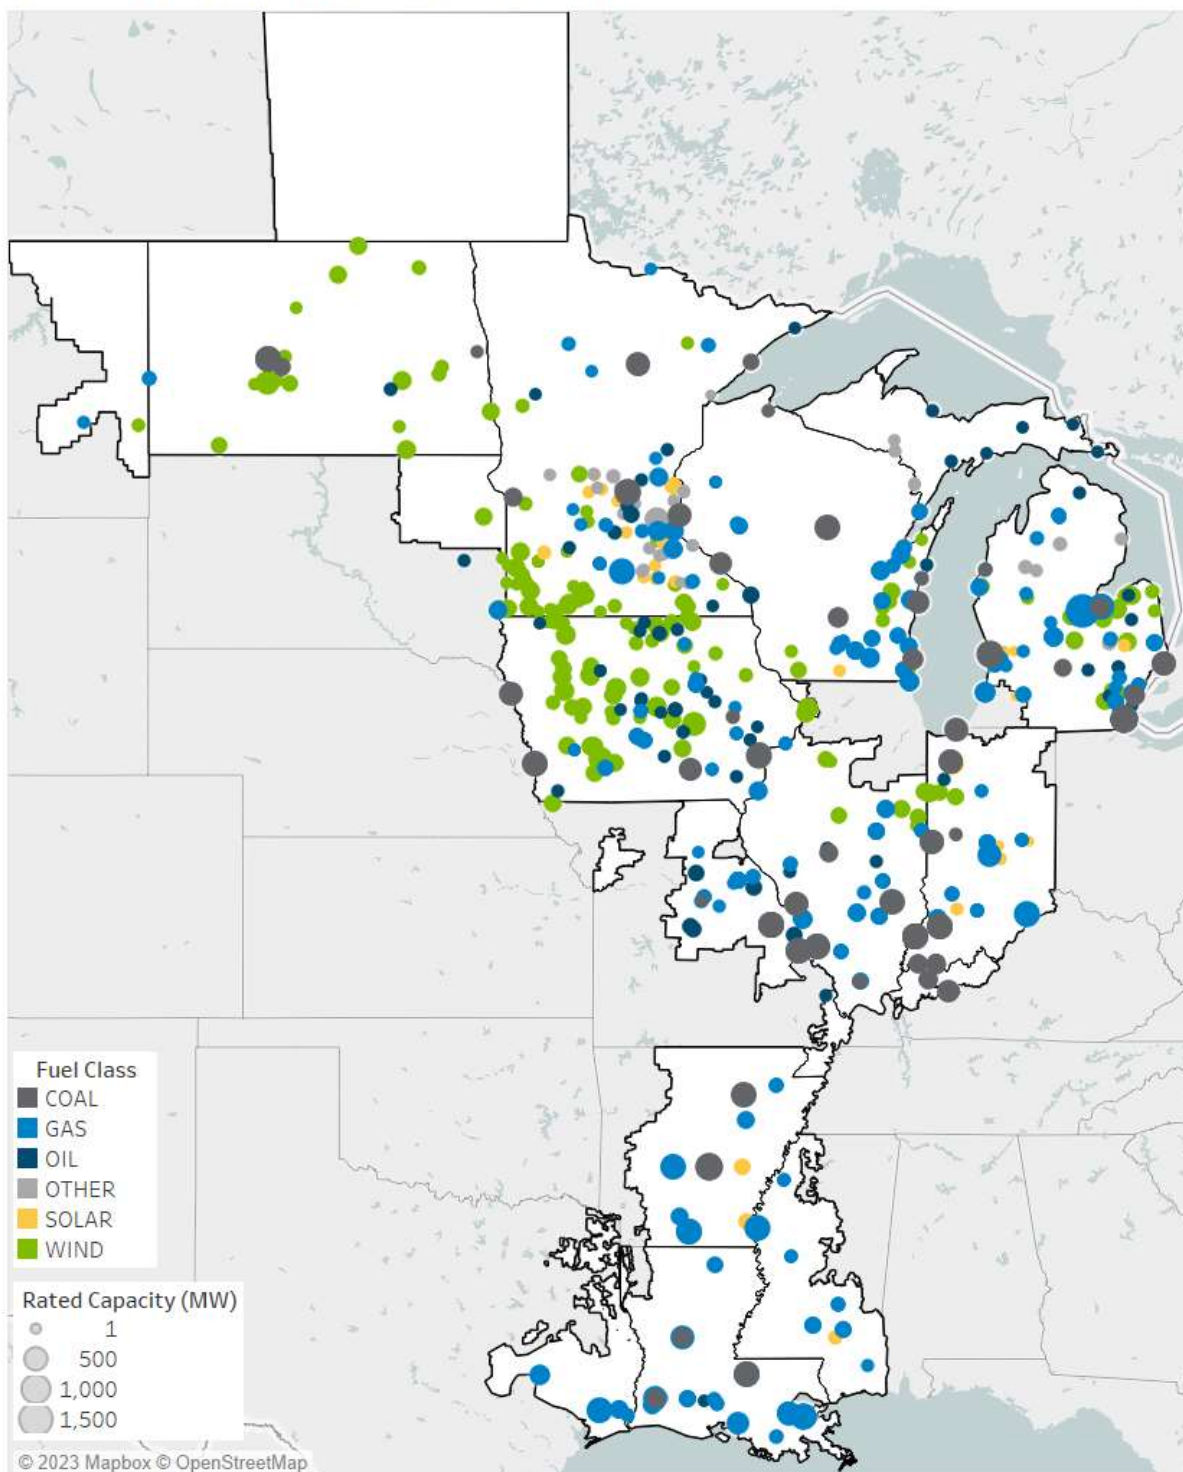 Fuel Class
COAL
GAS
OIL
OTHER
SOLAR
WIND
Rated Capacity (MW)
1
500
1,000
1,500
© 2023 Mapbox © OpenStreetMap